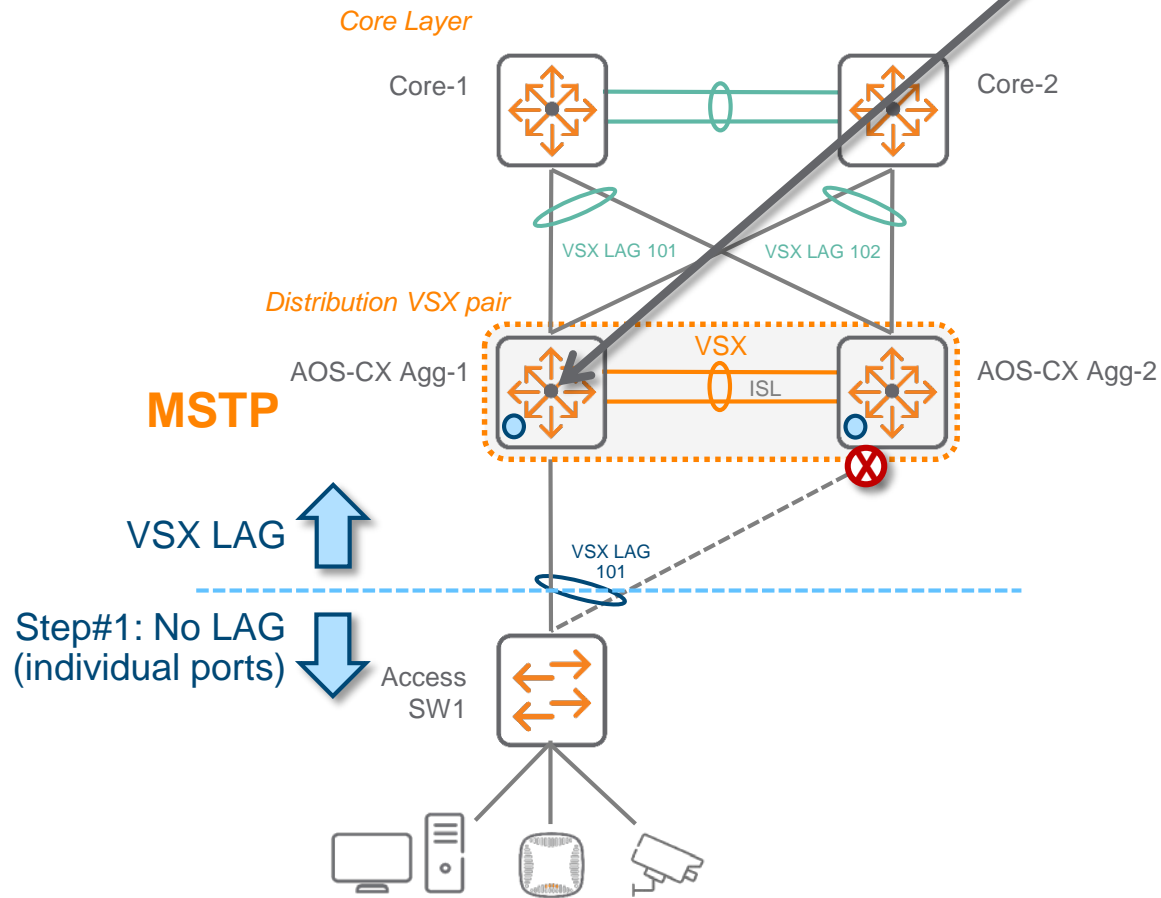 Core Layer
Core-1
Core-2
VSX LAG 101
VSX LAG 102
Distribution VSX pair
VSX
AOS-CX Agg-1
ISL
AOS-CX Agg-2
MSTP
X
VSX LAG
VSX LAG
101
Step#1: No LAG
(individual ports)
Access
SW1